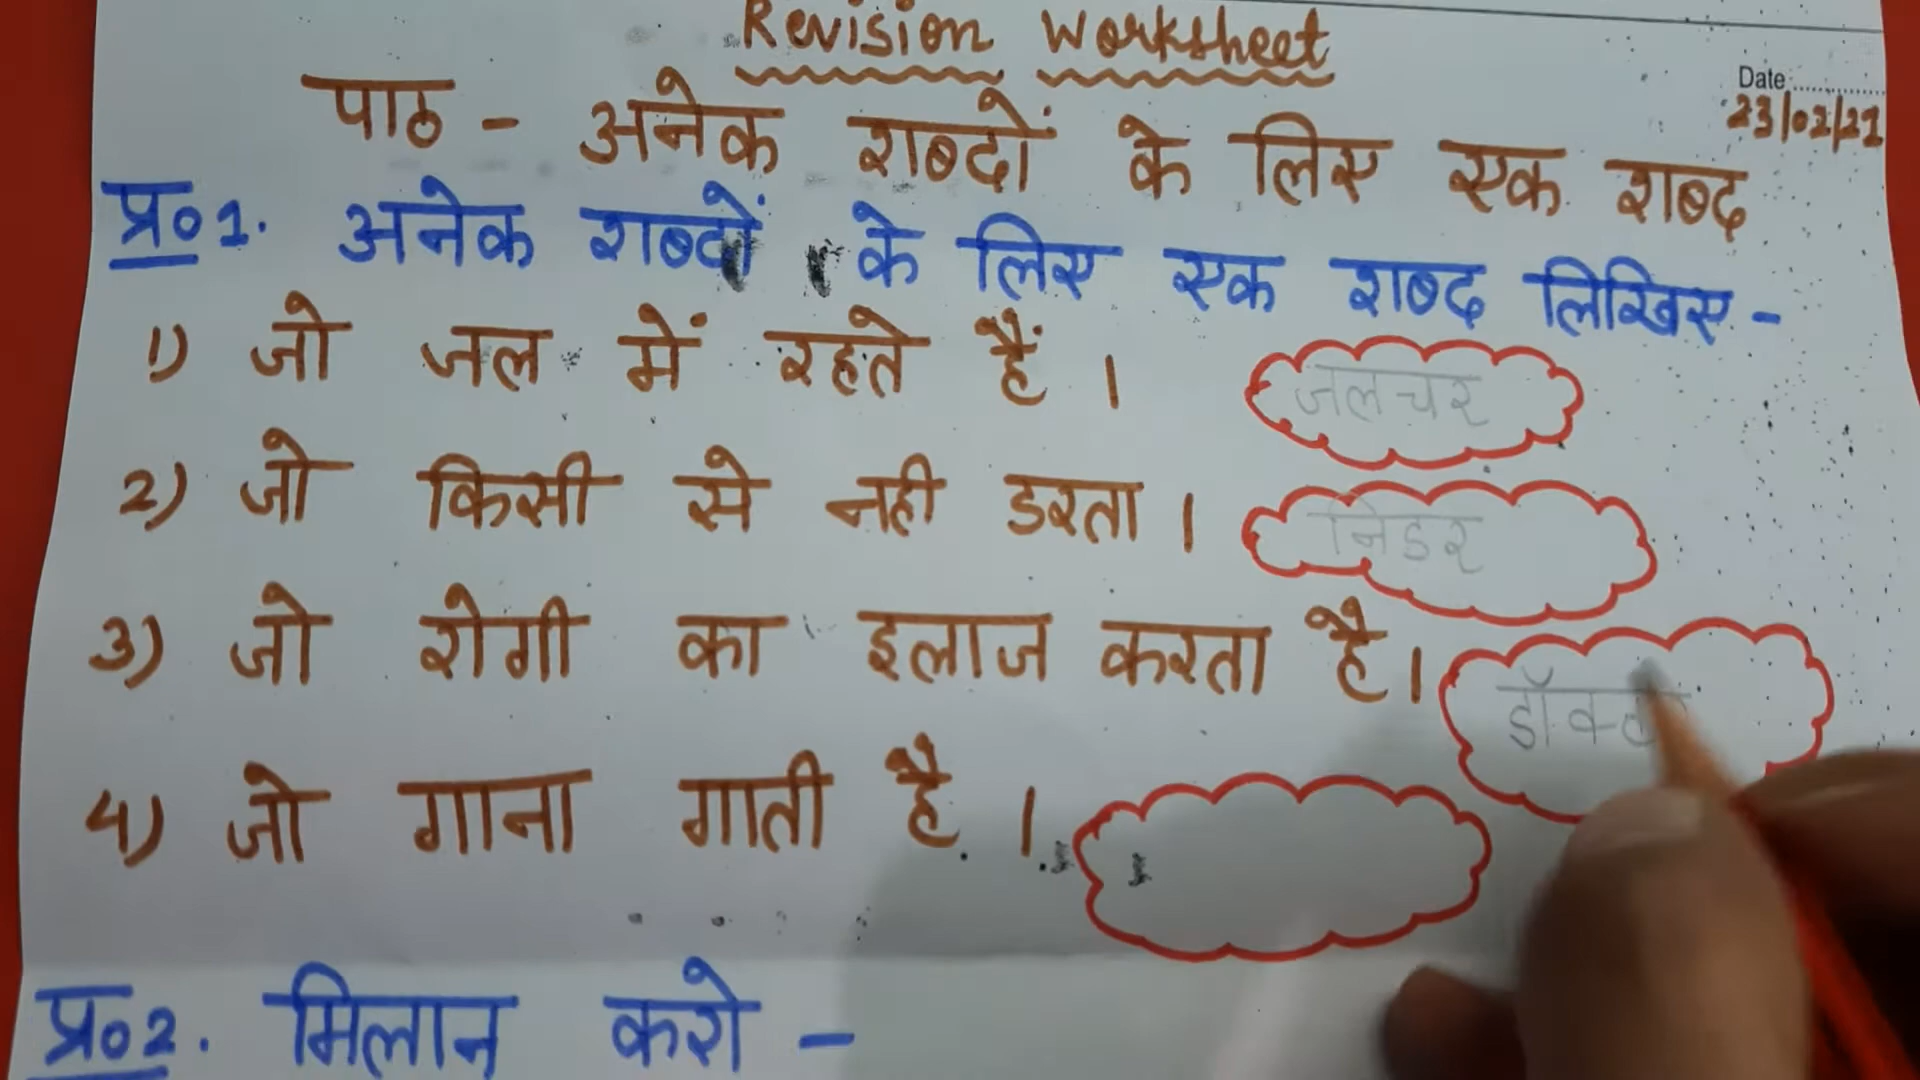 Revision Worksheet
Date
23/02/21
पाठ - अनेक शब्दों के लिए एक शब्द
प्र०1. अनेक शब्दों के लिए एक शब्द लिखिए -
1) जो जल में रहते हैं । जलचर
2) जो किसी से नही डरता । निडर
3) जो रोगी का इलाज करता है।
4) जो गाना गाती है ।
प्र०2. मिलान करो -